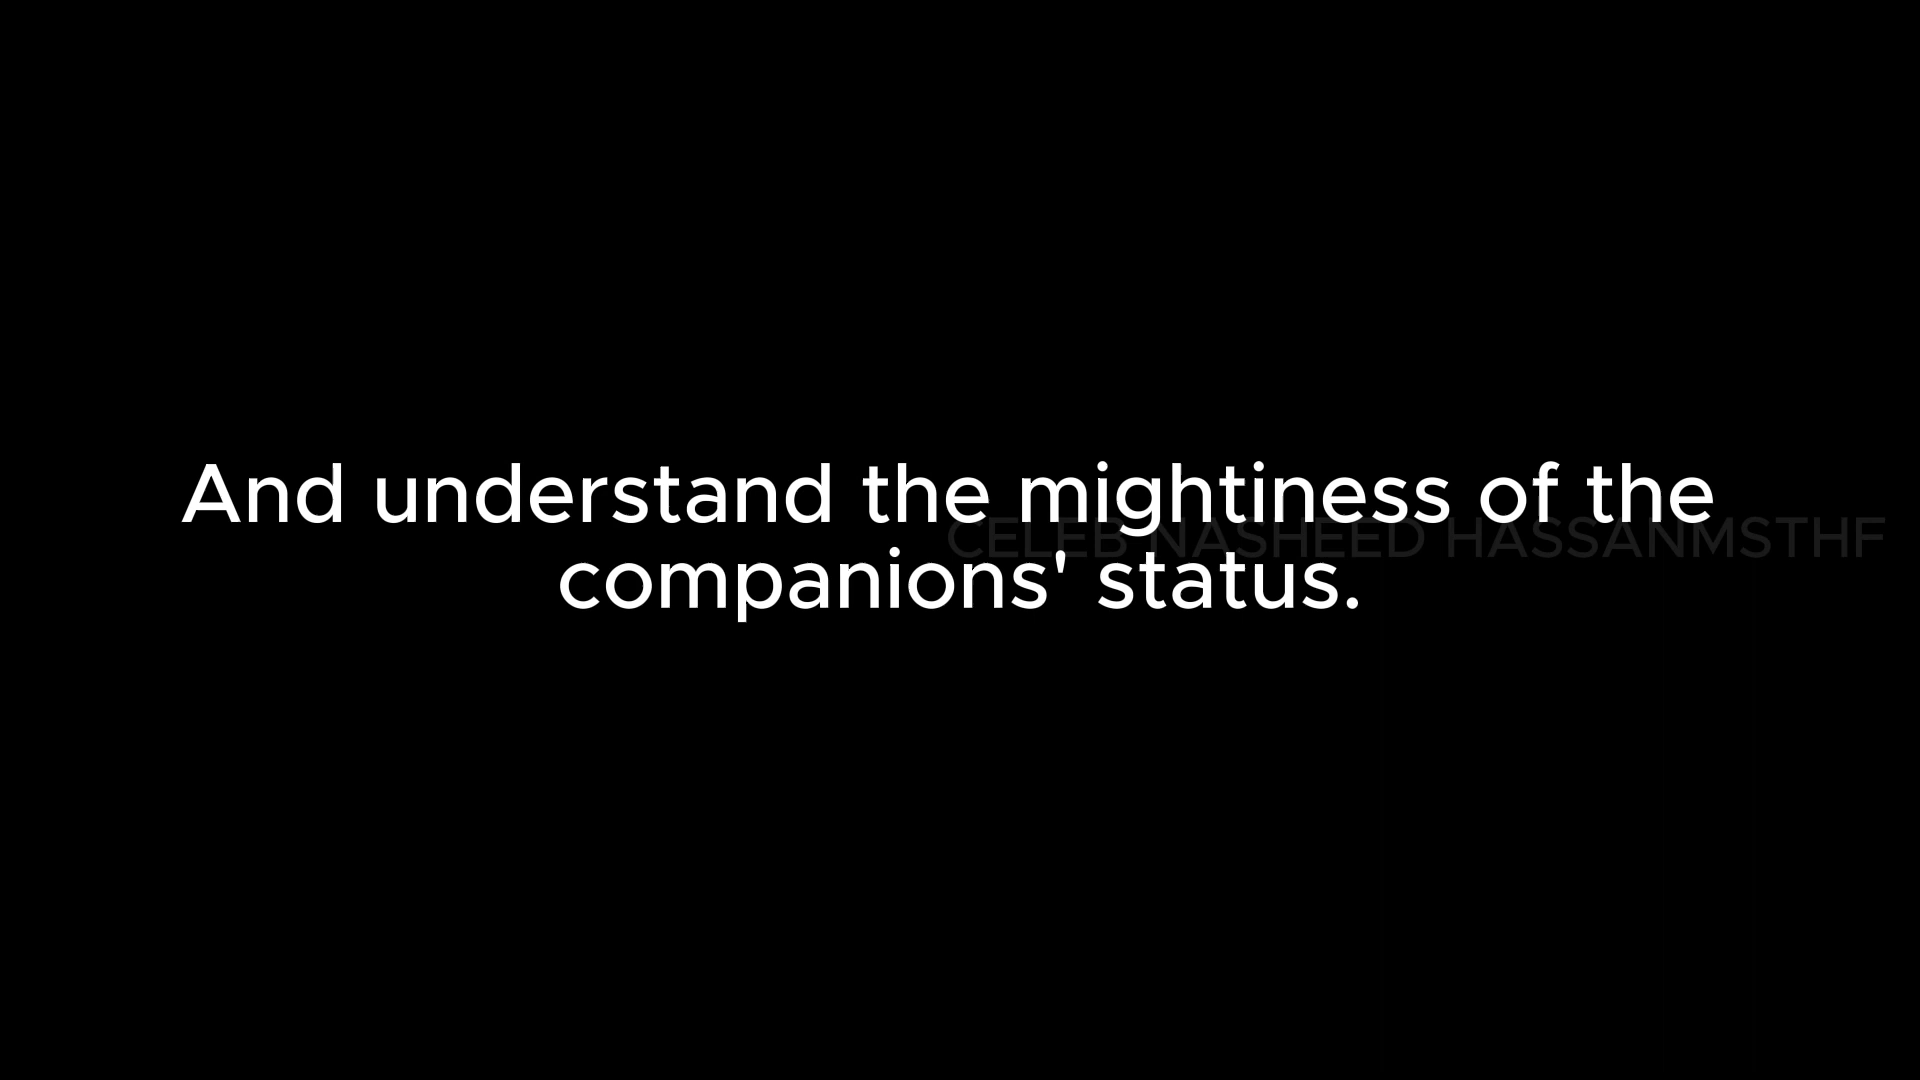 And understand the mightiness of the
CELEB NASHEED HASSANMSTHF
companions' status.